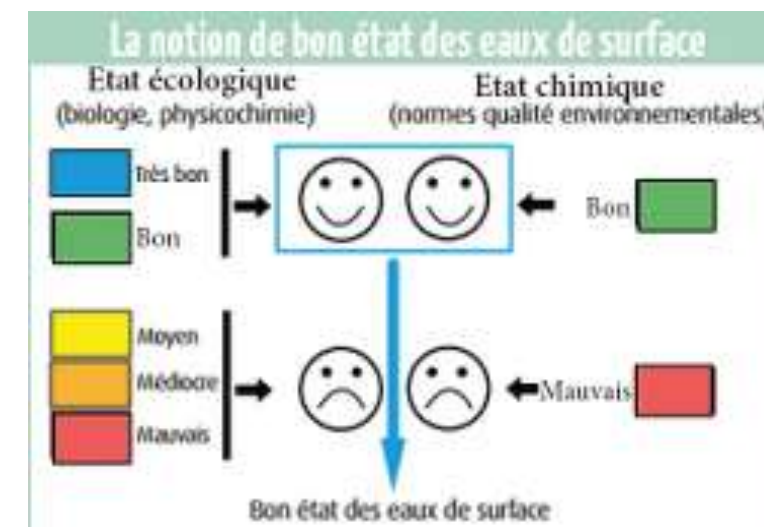 La notion de bon état des eaux de surface
Etat écologique
(biologie, physicochimie)
Etat chimique
(normes qualité environnementales)
Très bon
Bon
Bon
Moyen
Médiocre
Mauvais
Mauvais
Bon état des eaux de surface